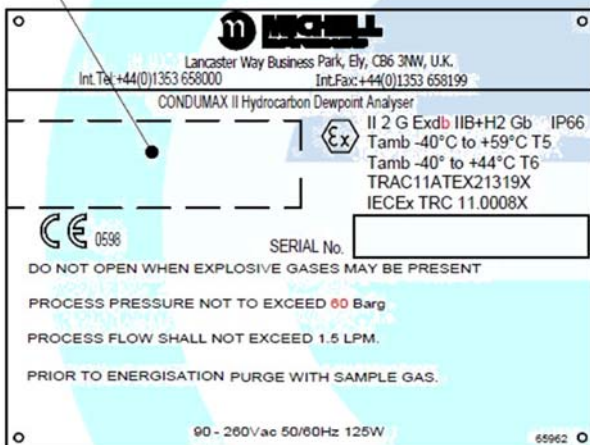 MICHELL
Lancaster Way Business Park, Ely, CB6 3NW, U.K.
Int.Tel:+44(0)1353 658000 Int.Fax:+44(0)1353 658199
CONDUMAX II Hydrocarbon Dewpoint Analyser
Ex II 2 G Exdb IIB+H2 Gb IP66
Tamb -40°C to +59°C T5
Tamb -40° to +44°C T6
TRAC11ATEX21319X
IECEx TRC 11.0008X
CE 0598
SERIAL No.
DO NOT OPEN WHEN EXPLOSIVE GASES MAY BE PRESENT
PROCESS PRESSURE NOT TO EXCEED 60 Barg
PROCESS FLOW SHALL NOT EXCEED 1.5 LPM.
PRIOR TO ENERGISATION PURGE WITH SAMPLE GAS.
90 - 260Vac 50/60Hz 125W
65962